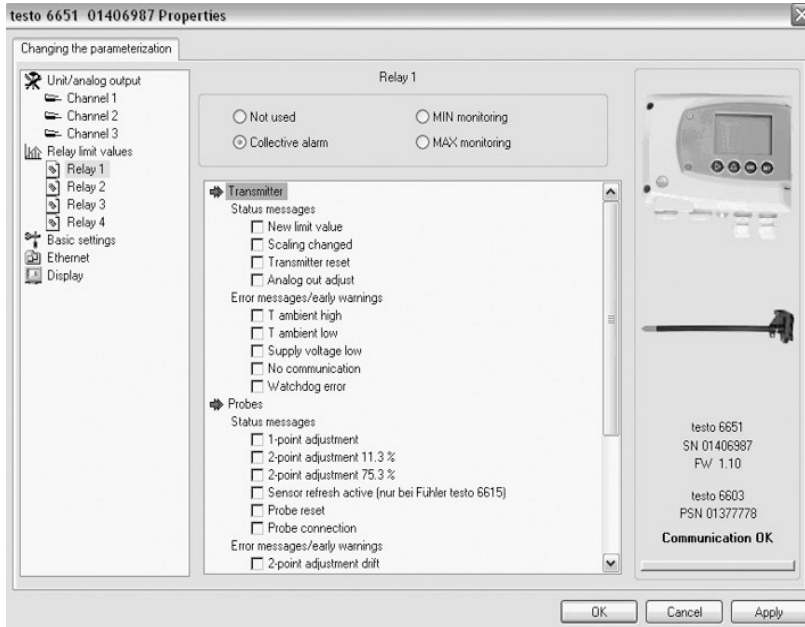 testo 6651 01406987 Properties
Changing the parameterization
Unit/analog output
Channel 1
Channel 2
Channel 3
Relay limit values
Relay 1
Relay 2
Relay 3
Relay 4
Basic settings
Ethernet
Display
Relay 1
Not used
MIN monitoring
Collective alarm
MAX monitoring
Transmitter
Status messages
New limit value
Scaling changed
Transmitter reset
Analog out adjust
Error messages/early warnings
T ambient high
T ambient low
Supply voltage low
No communication
Watchdog error
Probes
Status messages
1-point adjustment
2-point adjustment 11.3 %
2-point adjustment 75.3 %
Sensor refresh active (nur bei Fühler testo 6615)
Probe reset
Probe connection
Error messages/early warnings
2-point adjustment drift
testo 6651
SN 01406987
FW 1.10
testo 6603
PSN 01377778
Communication OK
OK
Cancel
Apply